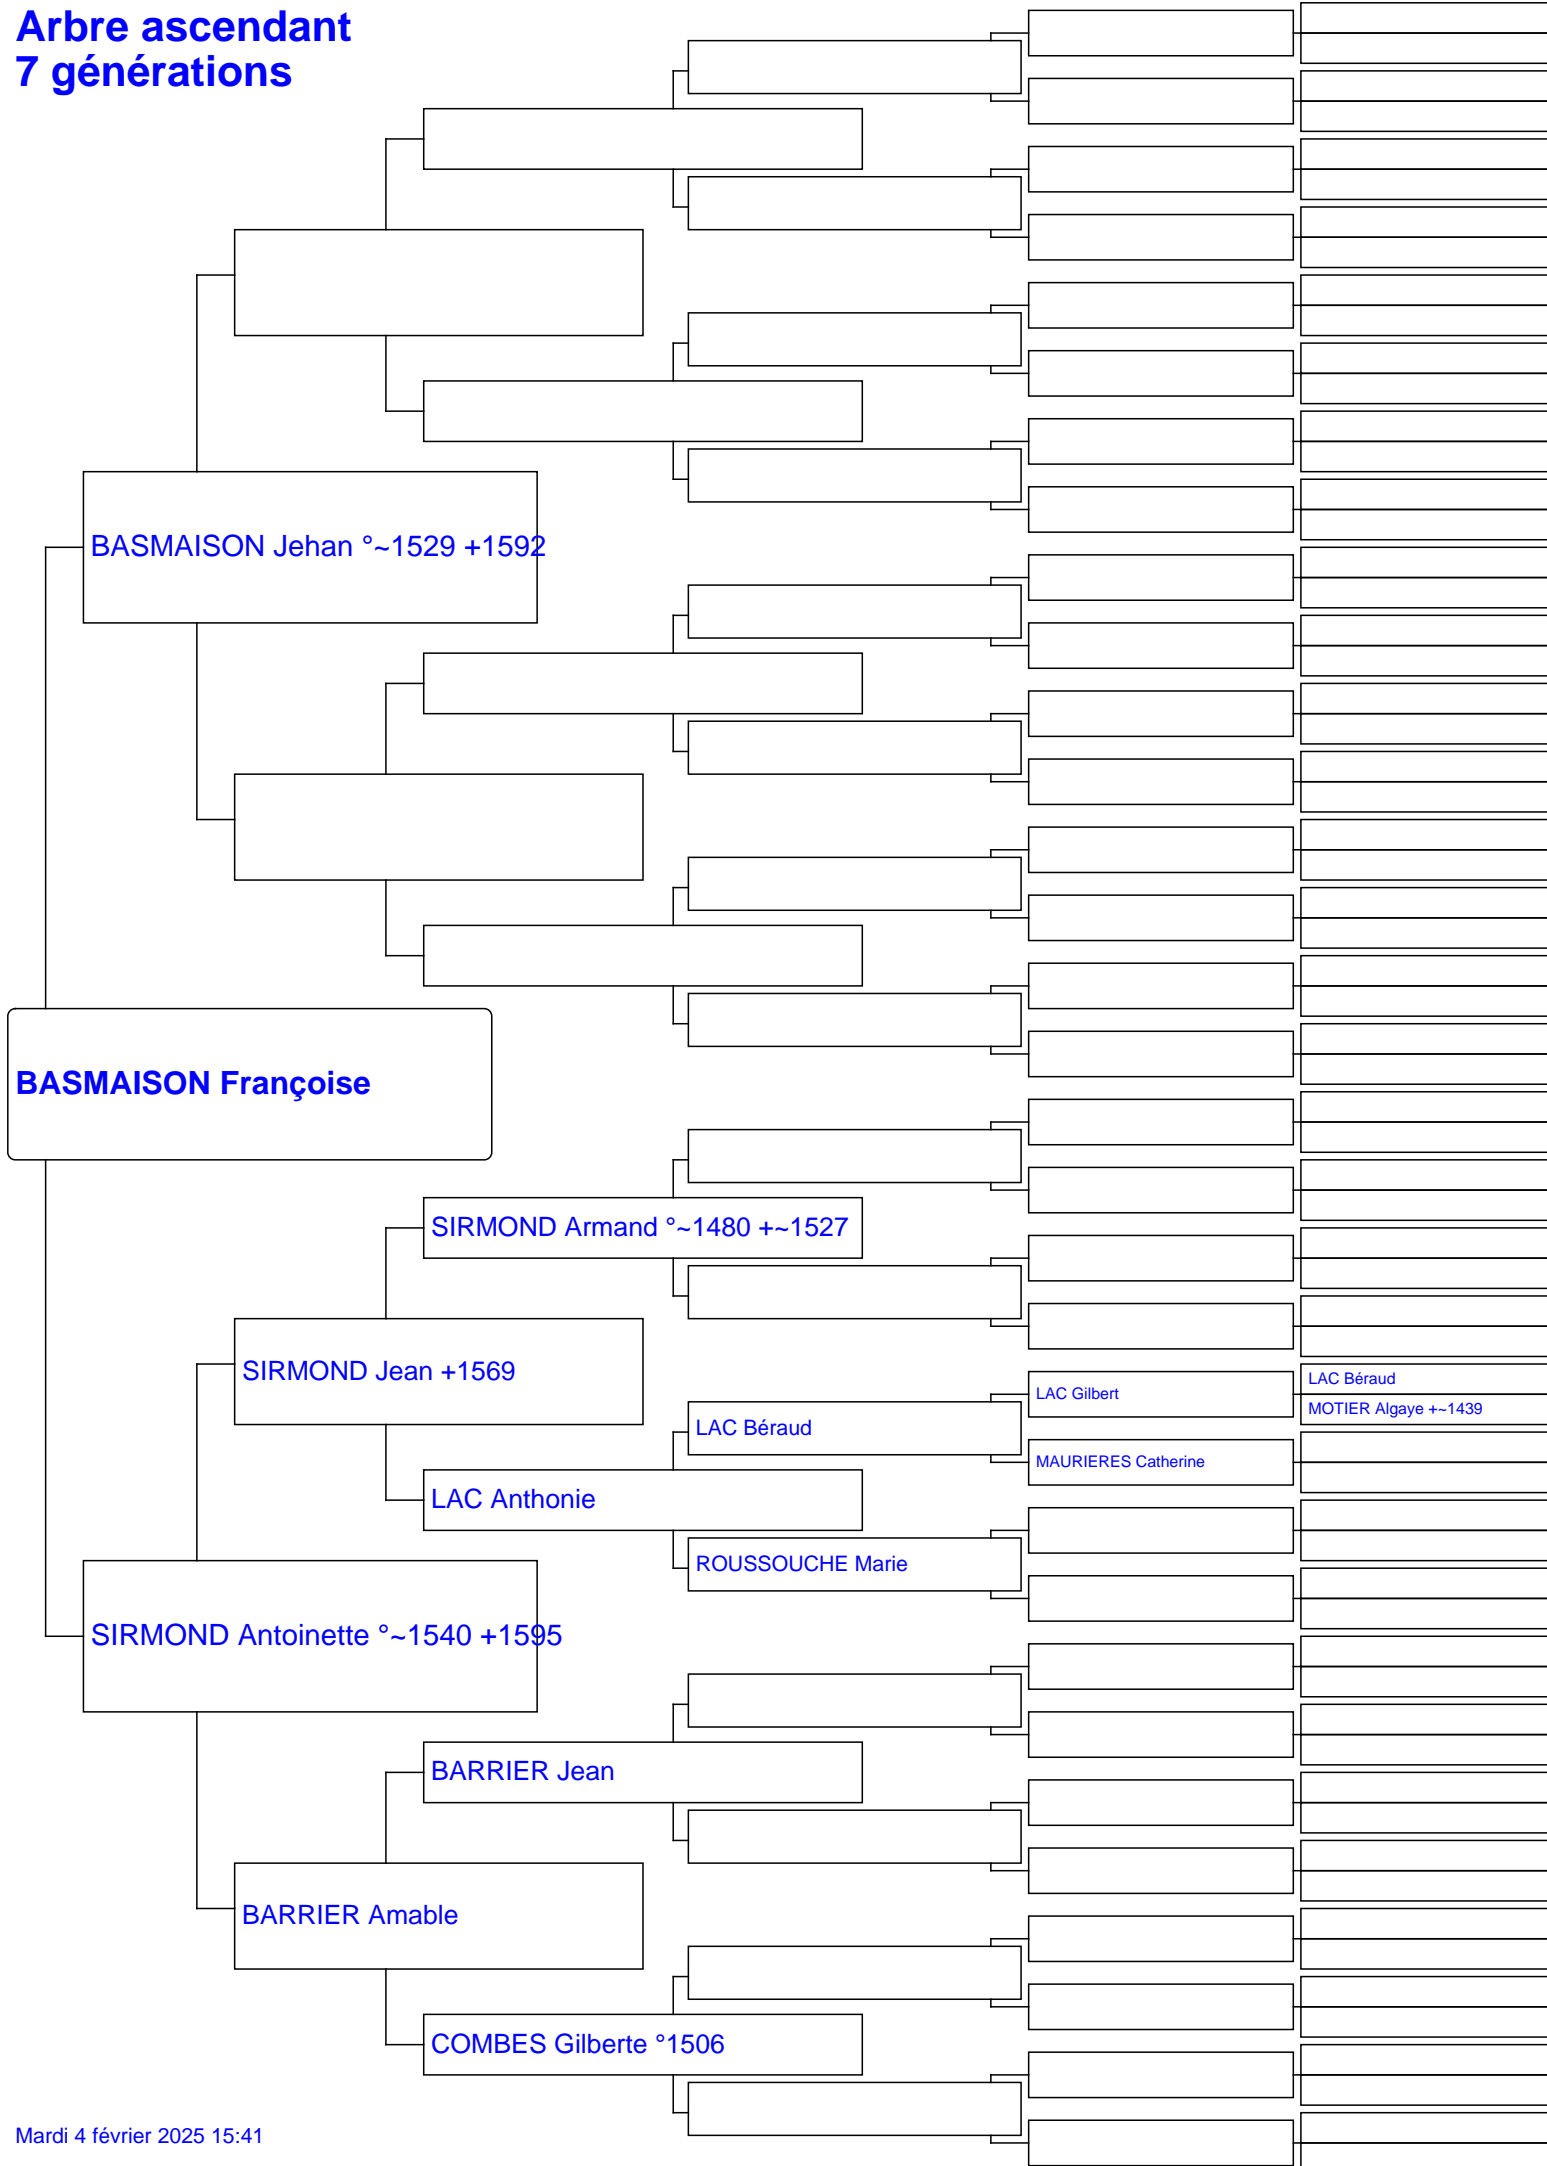 Arbre ascendant
7 générations
BASMAISON Jehan °~1529 +1592
BASMAISON Françoise
SIRMOND Armand °~1480 +~1527
SIRMOND Jean +1569
LAC Béraud
LAC Gilbert
MOTIER Algaye +~1439
LAC Béraud
MAURIERES Catherine
LAC Anthonie
ROUSSOUCHE Marie
SIRMOND Antoinette °~1540 +1595
BARRIER Jean
BARRIER Amable
COMBES Gilberte °1506
Mardi 4 février 2025 15:41